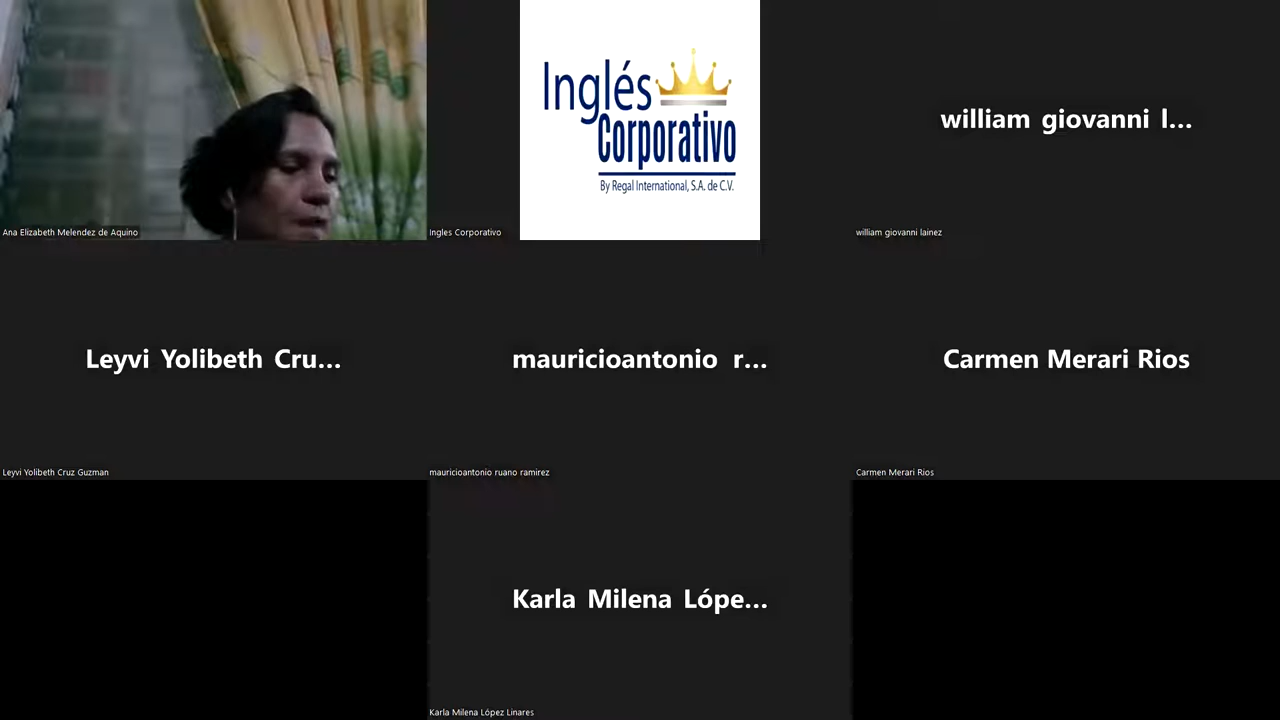 Inglés
Corporativo
By Regal International, S.A. de C.V.
william giovanni l...
Ana Elizabeth Melendez de Aquino
Ingles Corporativo
william giovanni lainez
Leyvi Yolibeth Cru...
mauricioantonio r...
Carmen Merari Rios
Leyvi Yolibeth Cruz Guzman
mauricioantonio ruano ramirez
Carmen Merari Rios
Karla Milena Lópe...
Karla Milena López Linares